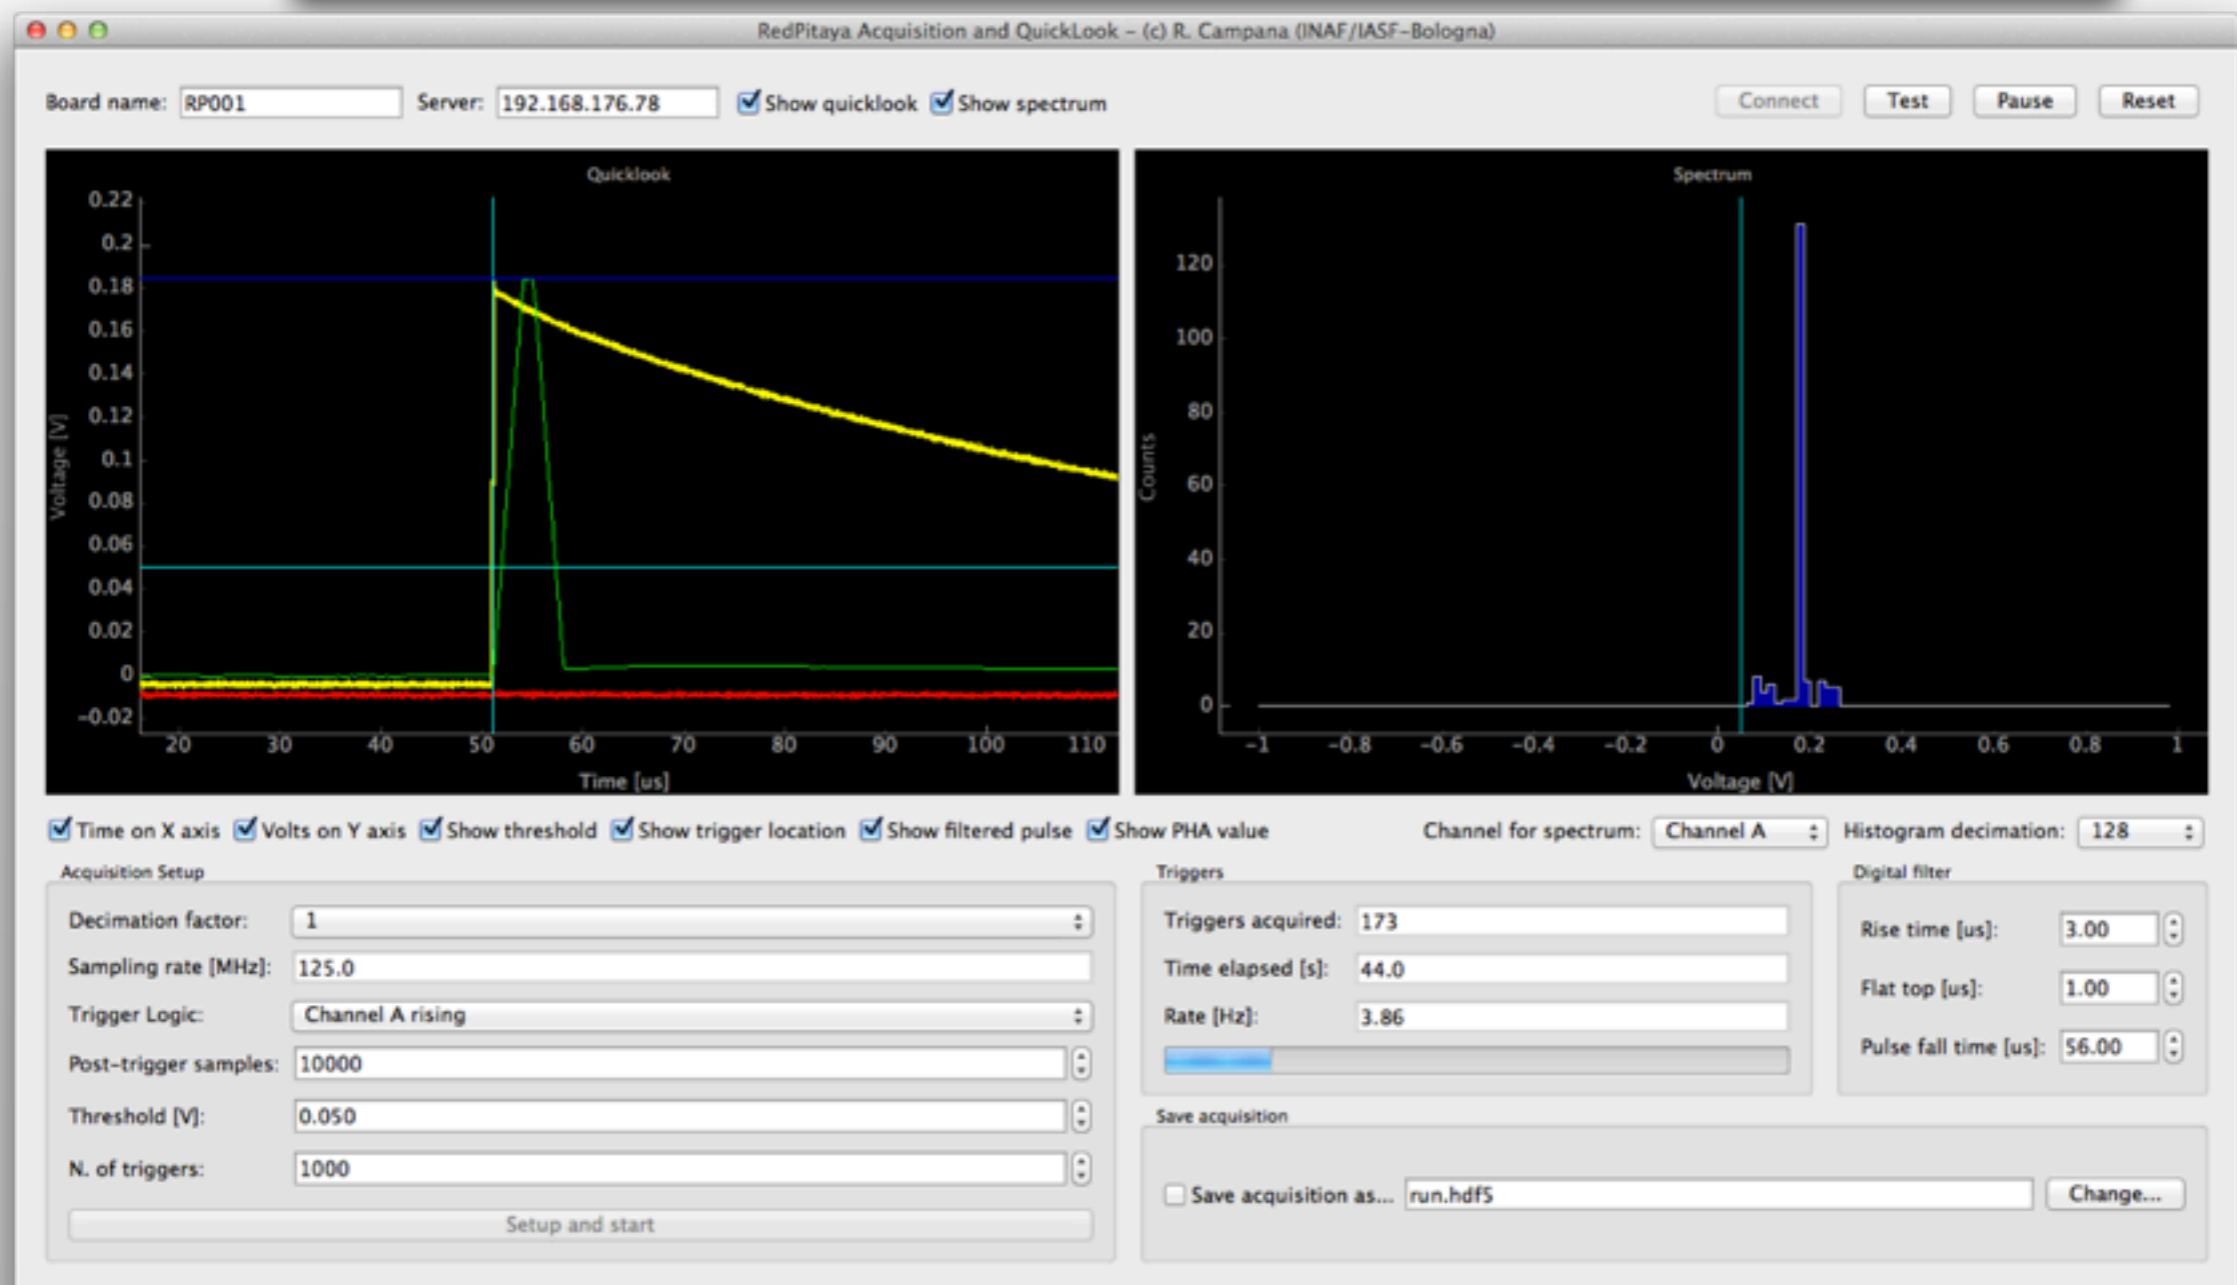 RedPitaya Acquisition and QuickLook – (c) R. Campana (INAF/IASF–Bologna)
Board name: RP001 Server: 192.168.176.78 Show quicklook Show spectrum Connect Test Pause Reset
Quicklook
0.22
0.2
0.18
0.16
0.14
0.12
0.1
0.08
0.06
0.04
0.02
0
−0.02
Voltage [V]
20 30 40 50 60 70 80 90 100 110
Time [us]
Spectrum
120
100
80
60
40
20
0
Counts
−1 −0.8 −0.6 −0.4 −0.2 0 0.2 0.4 0.6 0.8 1
Voltage [V]
Time on X axis Volts on Y axis Show threshold Show trigger location Show filtered pulse Show PHA value Channel for spectrum: Channel A Histogram decimation: 128
Acquisition Setup
Decimation factor: 1
Sampling rate [MHz]: 125.0
Trigger Logic: Channel A rising
Post-trigger samples: 10000
Threshold [V]: 0.050
N. of triggers: 1000
Setup and start
Triggers
Triggers acquired: 173
Time elapsed [s]: 44.0
Rate [Hz]: 3.86
Digital filter
Rise time [us]: 3.00
Flat top [us]: 1.00
Pulse fall time [us]: 56.00
Save acquisition
Save acquisition as... run.hdf5 Change...